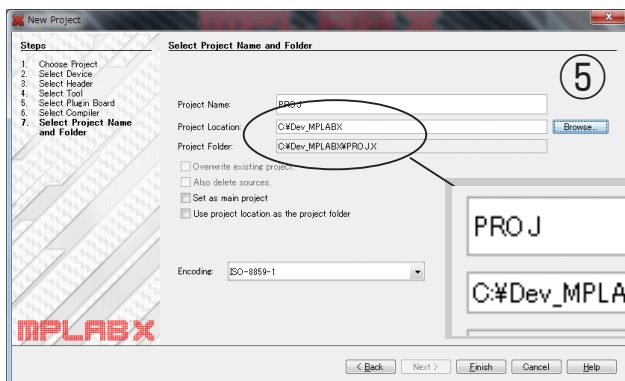 New Project
Steps
1. Choose Project
2. Select Device
3. Select Header
4. Select Tool
5. Select Plugin Board
6. Select Compiler
7. Select Project Name and Folder
MPLABX
Select Project Name and Folder
⑤
Project Name: PROJ
Project Location: C:¥Dev_MPLABX Browse...
Project Folder: C:¥Dev_MPLABX¥PROJ.X
Overwrite existing project.
Also delete sources.
Set as main project
Use project location as the project folder
PROJ
C:¥Dev_MPLA
Encoding: ISO-8859-1
< Back Next > Finish Cancel Help